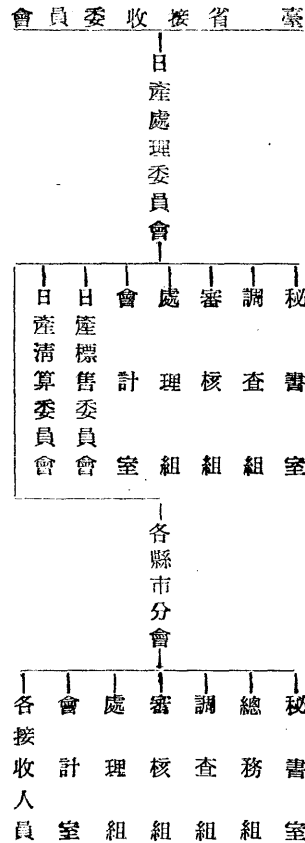 臺省接收委員會
日產處理委員會
秘書室
調查組
審核組
處理組
會計室
日產標售委員會
日產清算委員會
各縣市分會
秘書室
總務組
調查組
審核組
處理組
會計室
各接收人員